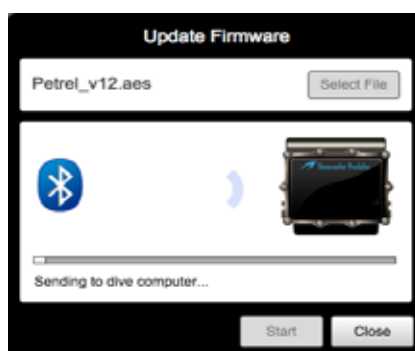 Update Firmware
Petrel_v12.aes
Select File
Sending to dive computer...
Start
Close